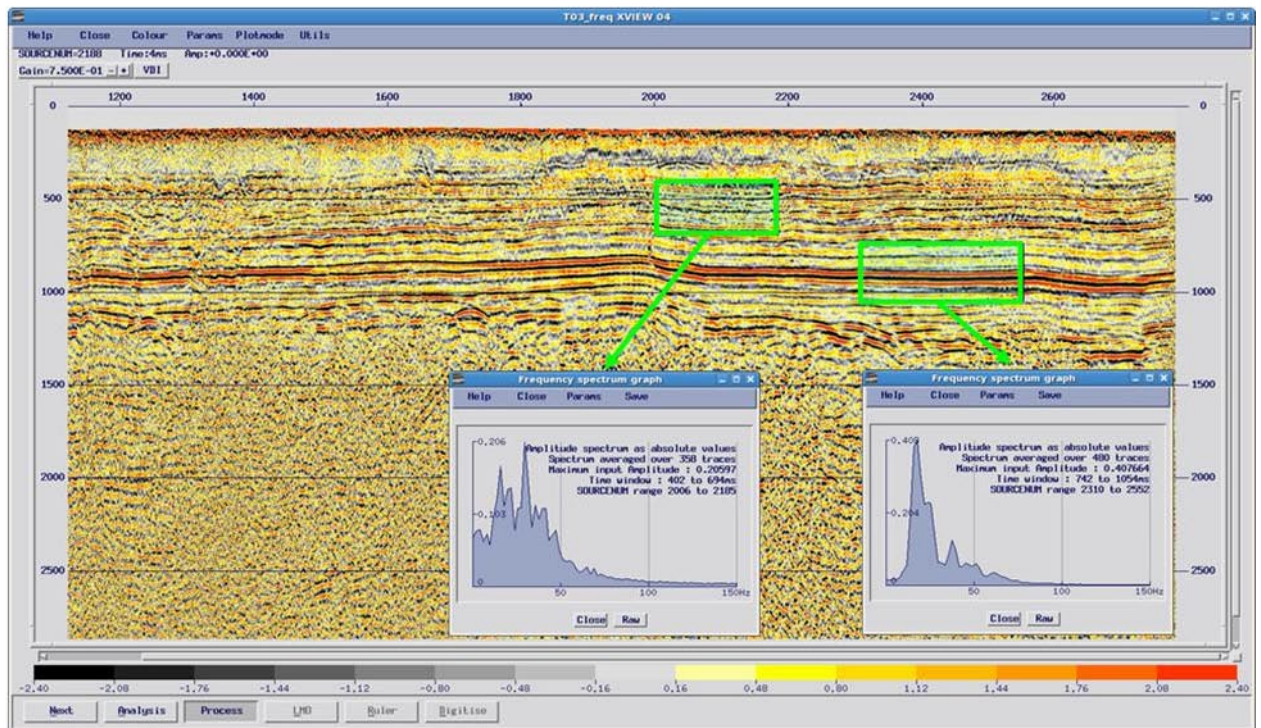 T03_freq XVIEW 04
Help Close Colour Params Plotmode Utils
SOURCENUM=2188 Time:4ms Amp:+0.000E+00
Gain=7.500E-01 - + VDI
1200 1400 1600 1800 2000 2200 2400 2600
0 0
500 500
1000 1000
1500 1500
2000 2000
2500 2500
Frequency spectrum graph
Help Close Params Save
0.206
Amplitude spectrum as absolute values
Spectrum averaged over 358 traces
Maximum input Amplitude : 0.20597
Time window : 402 to 694ms
SOURCENUM range 2006 to 2185
0.103
0
50 100 150Hz
Close Raw
Frequency spectrum graph
Help Close Params Save
Amplitude spectrum as absolute values
Spectrum averaged over 480 traces
Maximum input Amplitude : 0.407664
Time window : 742 to 1054ms
SOURCENUM range 2310 to 2552
0.204
0
50 100 150Hz
Close Raw
-2.40 -2.08 -1.76 -1.44 -1.12 -0.80 -0.48 -0.16 0.16 0.48 0.80 1.12 1.44 1.76 2.08 2.40
Next Analysis Process LMO Ruler Digitise